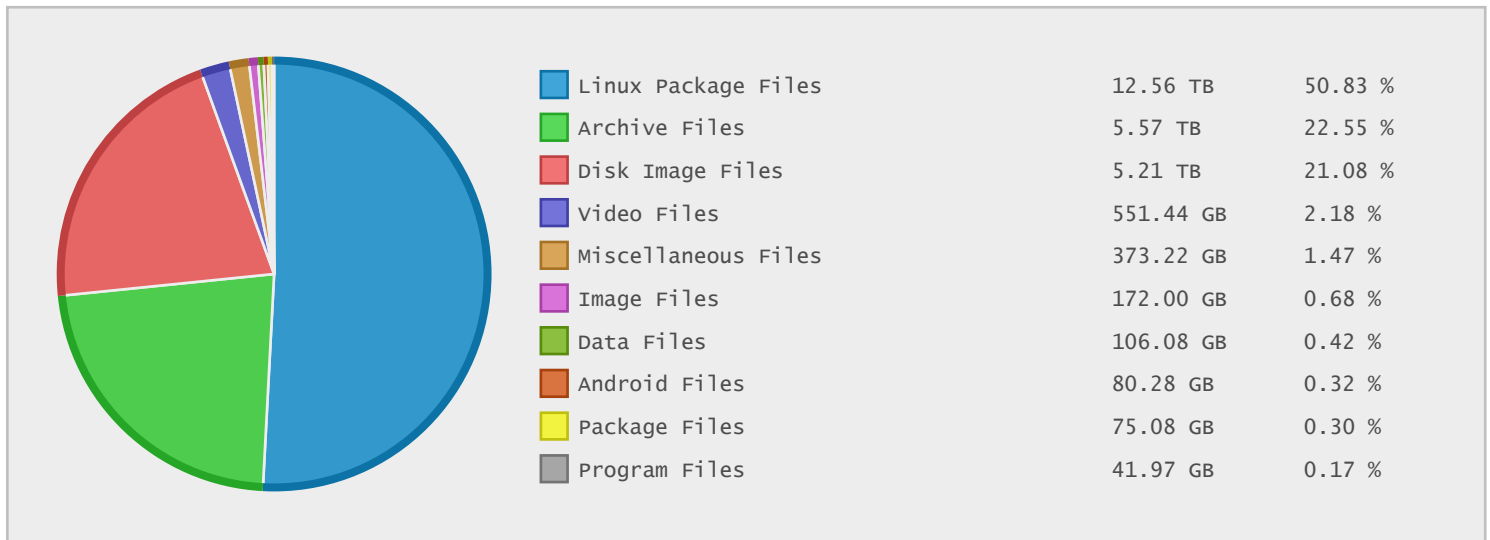 Linux Package Files 12.56 TB 50.83 %
Archive Files 5.57 TB 22.55 %
Disk Image Files 5.21 TB 21.08 %
Video Files 551.44 GB 2.18 %
Miscellaneous Files 373.22 GB 1.47 %
Image Files 172.00 GB 0.68 %
Data Files 106.08 GB 0.42 %
Android Files 80.28 GB 0.32 %
Package Files 75.08 GB 0.30 %
Program Files 41.97 GB 0.17 %